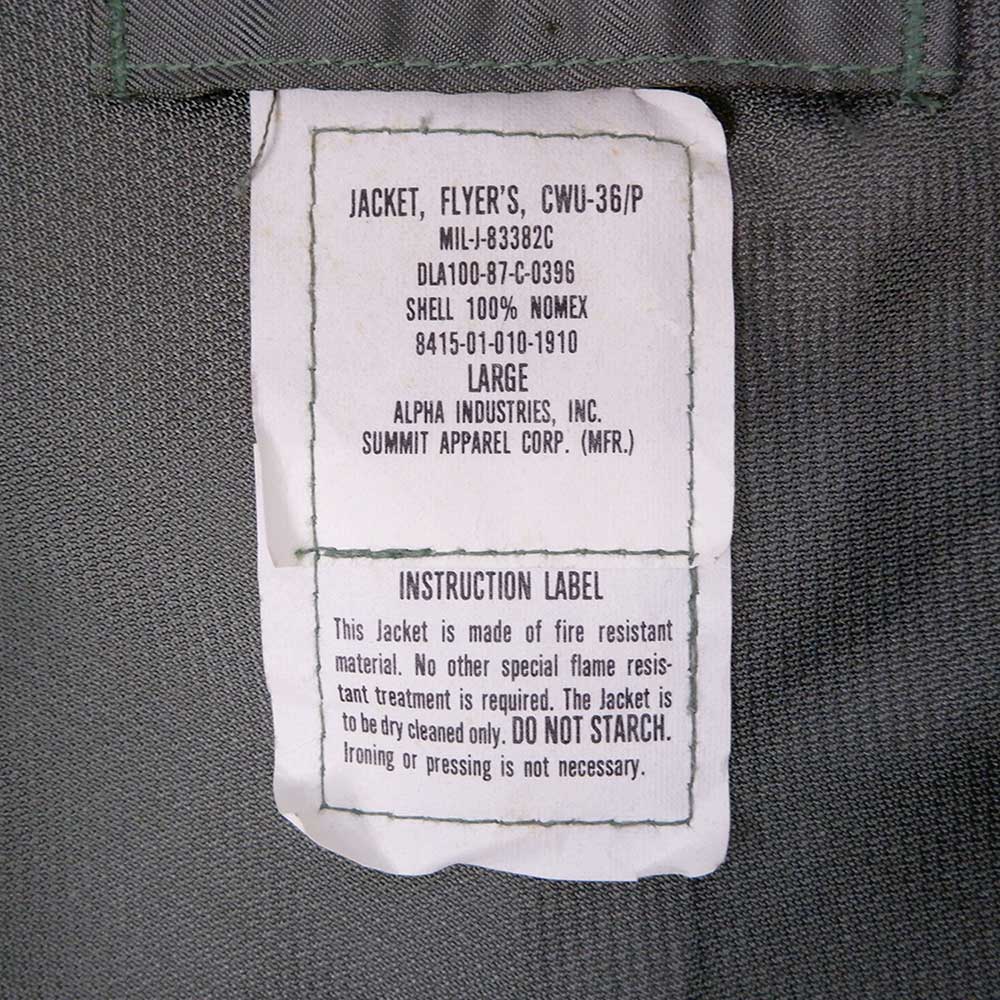 JACKET, FLYER'S, CWU-36/P
MIL-J-83382C
DLA100-87-C-0396
SHELL 100% NOMEX
8415-01-010-1910
LARGE
ALPHA INDUSTRIES, INC.
SUMMIT APPAREL CORP. (MFR.)
INSTRUCTION LABEL
This Jacket is made of fire resistant
material. No other special flame resis-
tant treatment is required. The Jacket is
to be dry cleaned only. DO NOT STARCH.
Ironing or pressing is not necessary.